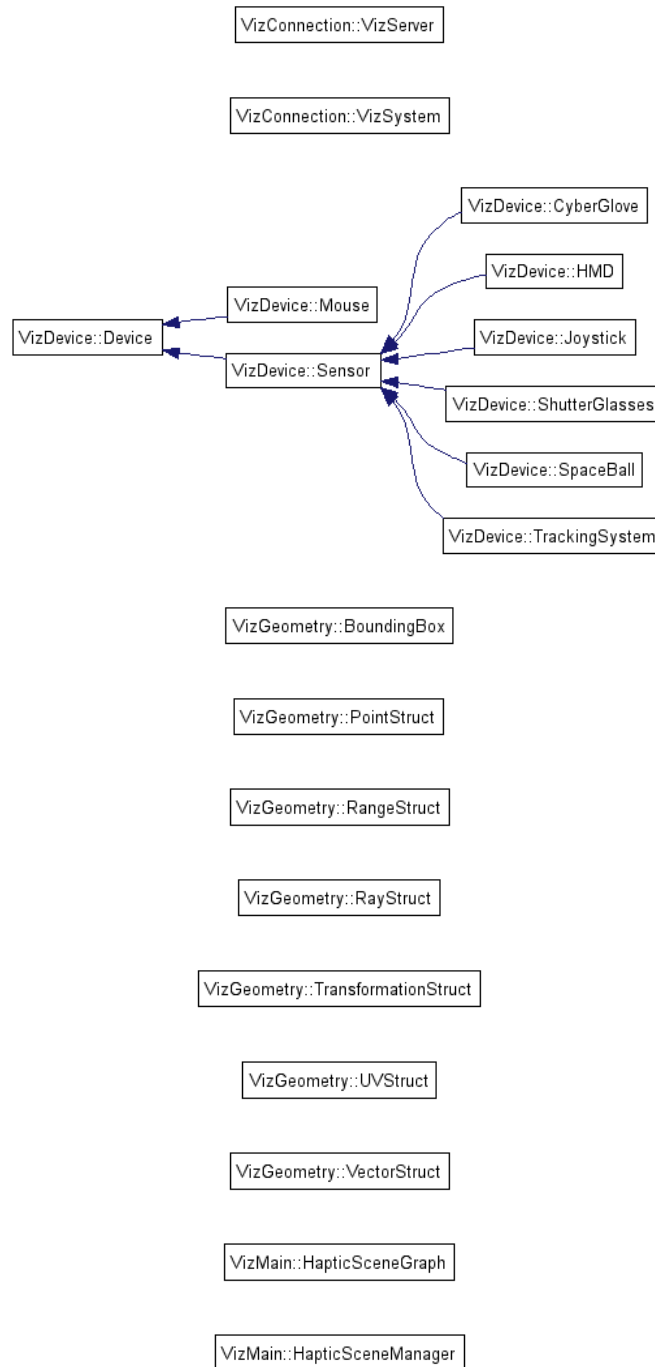 VizConnection::VizServer
VizConnection::VizSystem
VizDevice::CyberGlove
VizDevice::HMD
VizDevice::Mouse
VizDevice::Device
VizDevice::Joystick
VizDevice::Sensor
VizDevice::ShutterGlasses
VizDevice::SpaceBall
VizDevice::TrackingSystem
VizGeometry::BoundingBox
VizGeometry::PointStruct
VizGeometry::RangeStruct
VizGeometry::RayStruct
VizGeometry::TransformationStruct
VizGeometry::UVStruct
VizGeometry::VectorStruct
VizMain::HapticSceneGraph
VizMain::HapticSceneManager